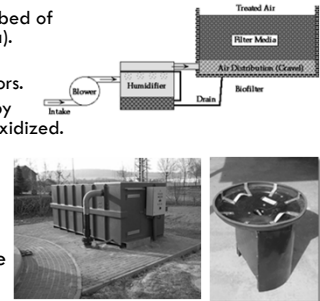 bed of
a).
ors.
by
xidized.
e
Treated Air
Filter Media
Air Distribution (Gravel)
Biofilter
Drain
Humidifier
Blower
Intake